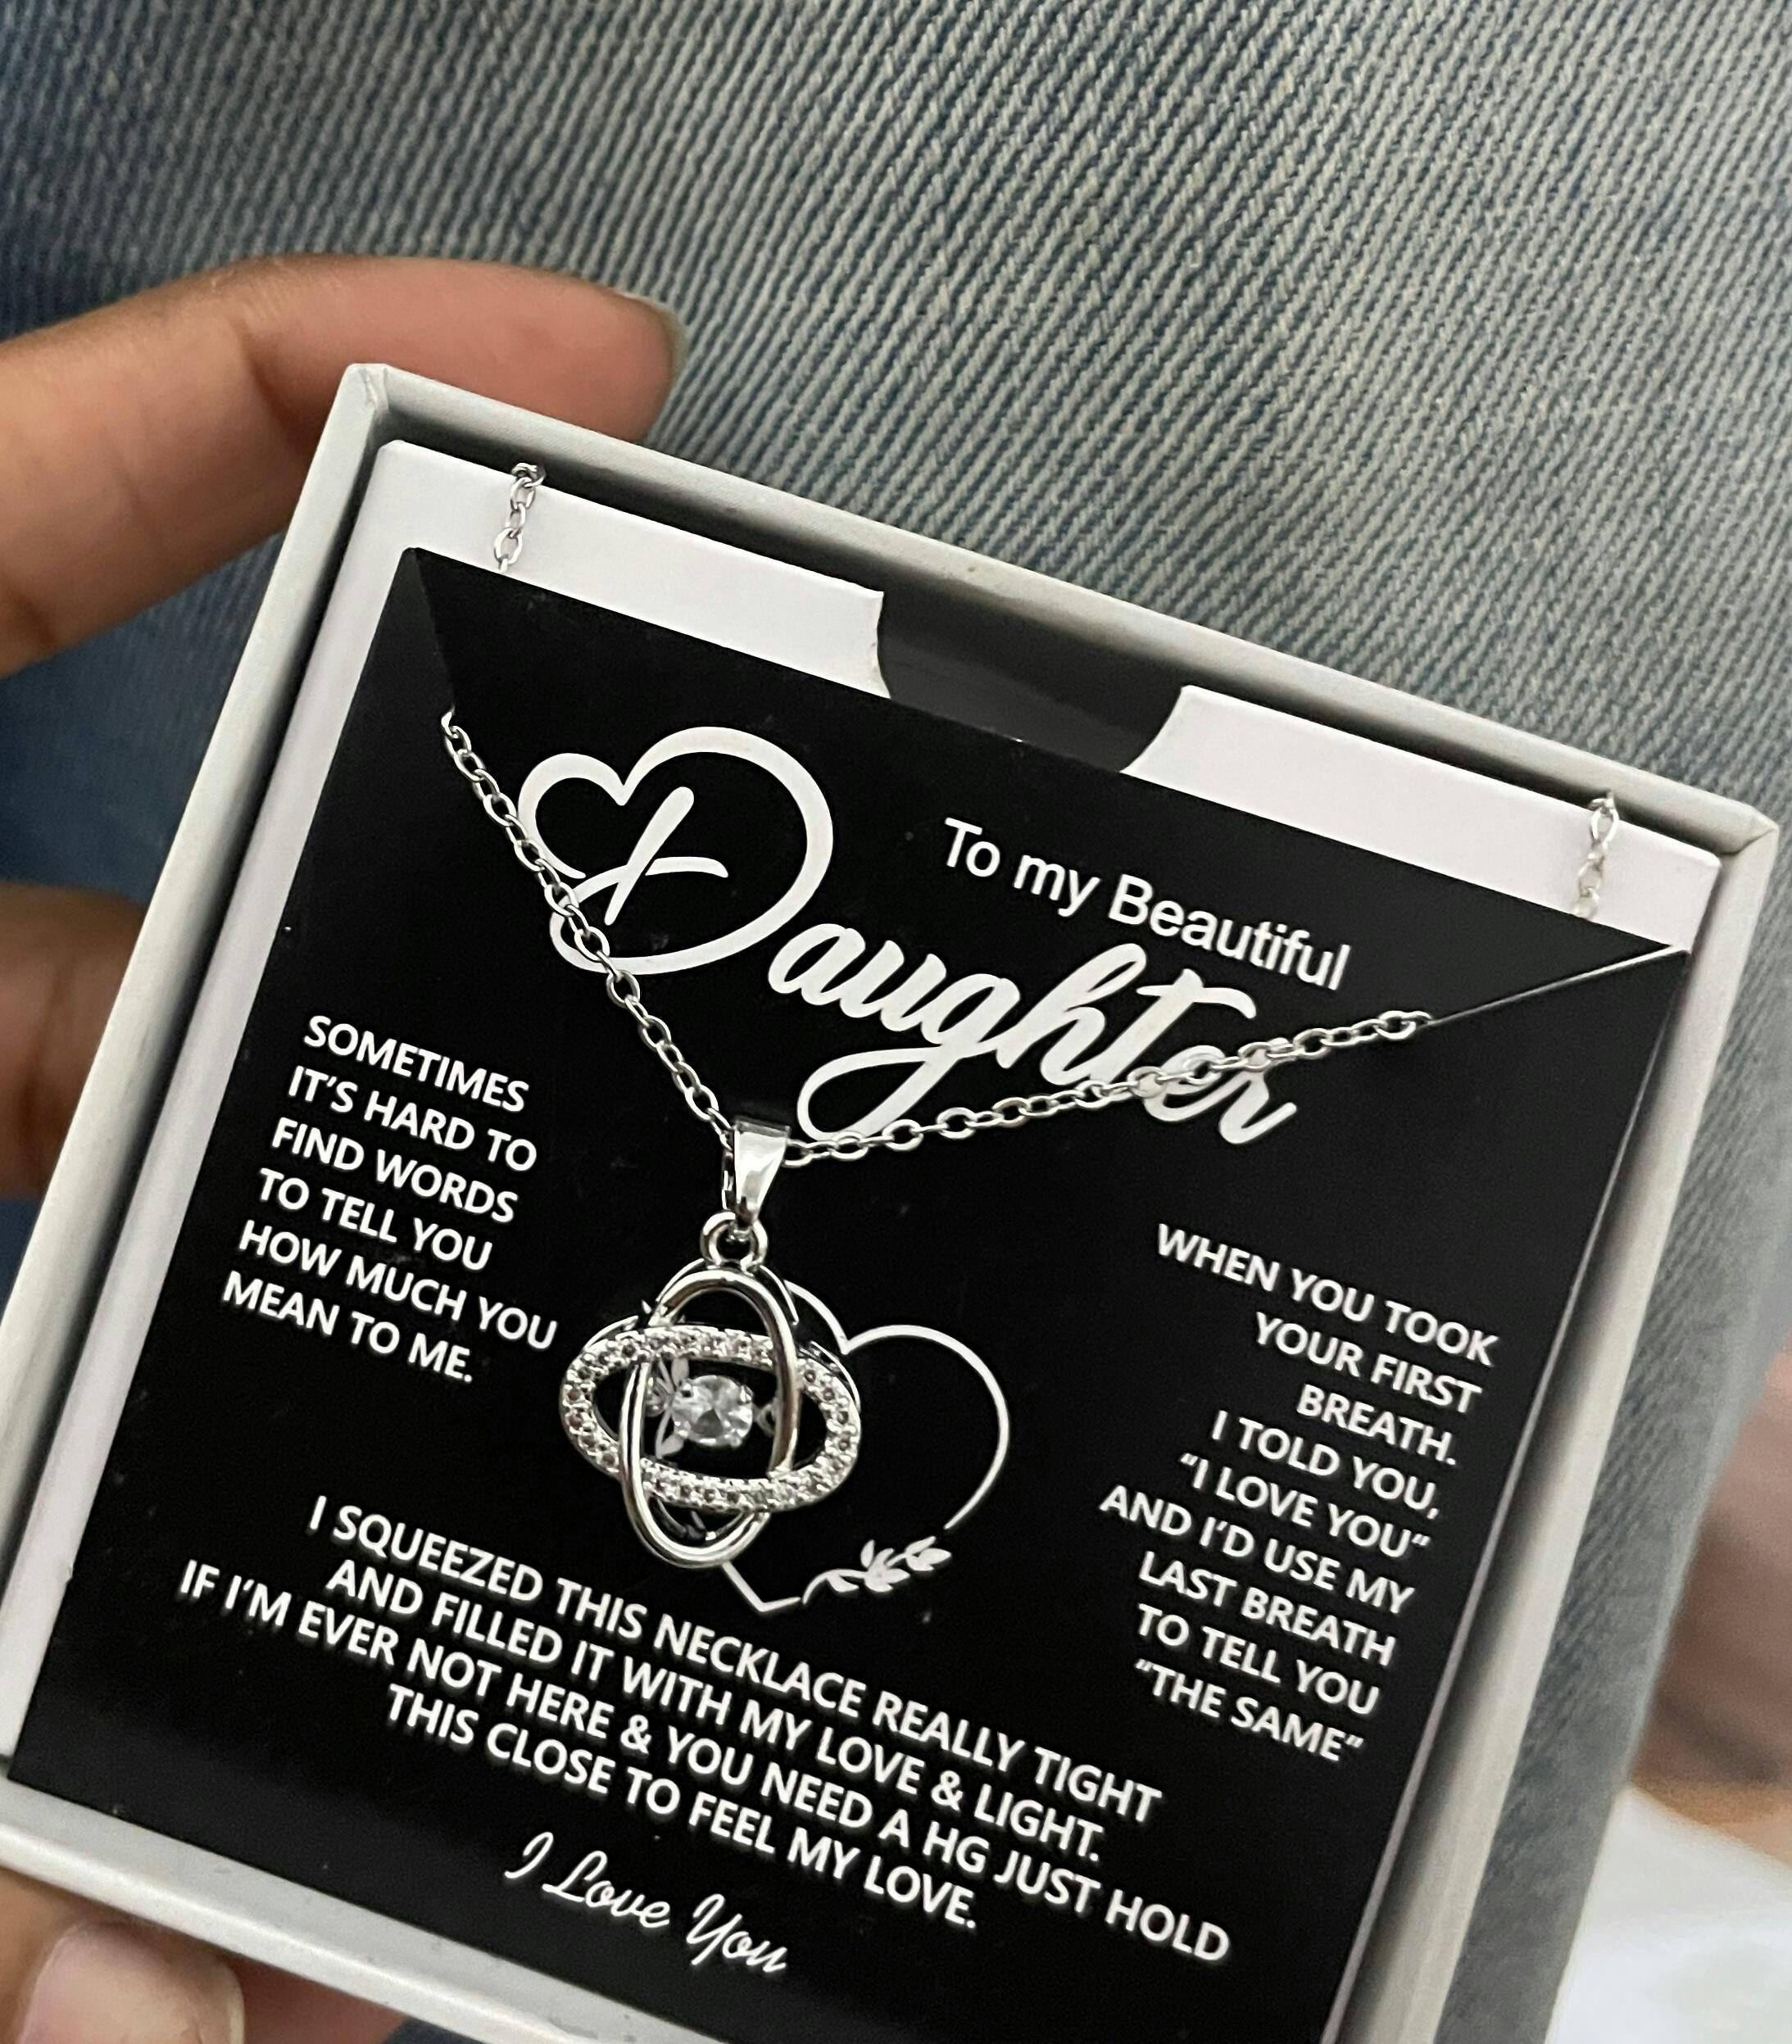 To my Beautiful
Daughter
SOMETIMES
IT'S HARD TO
FIND WORDS
TO TELL YOU
HOW MUCH YOU
MEAN TO ME.
WHEN YOU TOOK
YOUR FIRST
BREATH.
I TOLD YOU,
"I LOVE YOU"
AND I'D USE MY
LAST BREATH
TO TELL YOU
"THE SAME"
I SQUEEZED THIS NECKLACE REALLY TIGHT
AND FILLED IT WITH MY LOVE & LIGHT.
IF I'M EVER NOT HERE & YOU NEED A HG JUST HOLD
THIS CLOSE TO FEEL MY LOVE.
I Love You